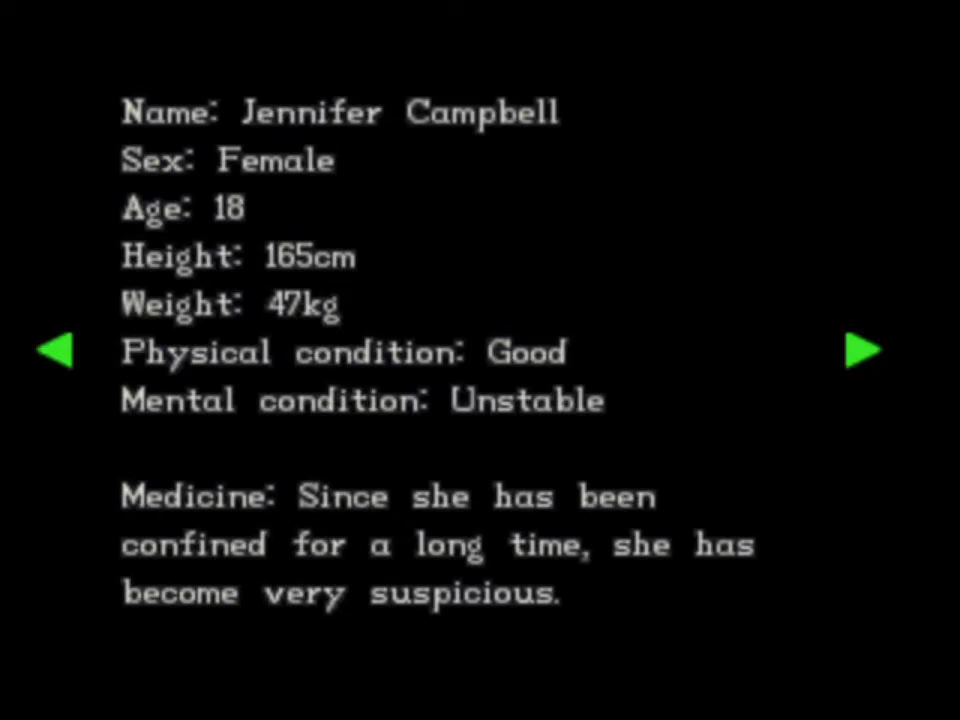 Name: Jennifer Campbell
Sex: Female
Age: 18
Height: 165cm
Weight: 47kg
Physical condition: Good
Mental condition: Unstable
Medicine: Since she has been
confined for a long time, she has
become very suspicious.